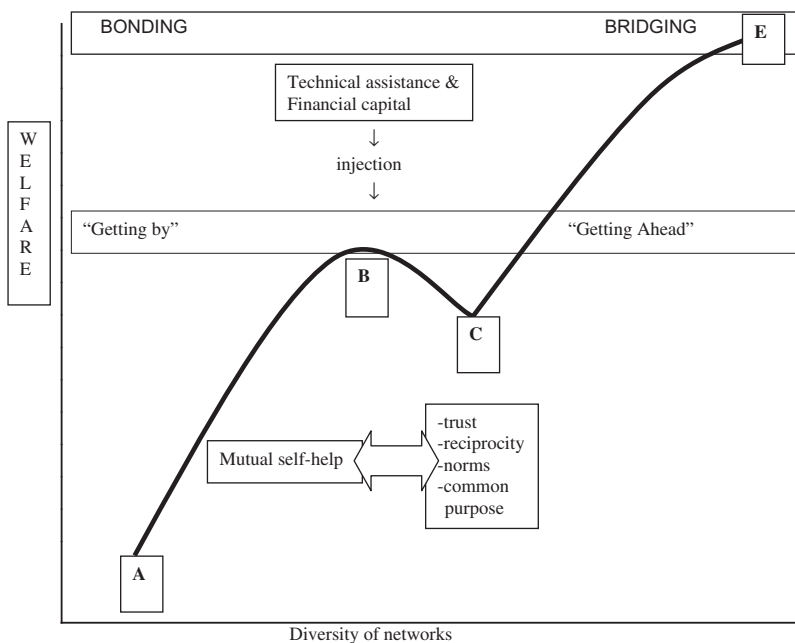 BONDING
BRIDGING
E
Technical assistance &
Financial capital
↓
injection
↓
W
E
L
F
A
R
E
“Getting by”
“Getting Ahead”
B
C
Mutual self-help
-trust
-reciprocity
-norms
-common
purpose
A
Diversity of networks